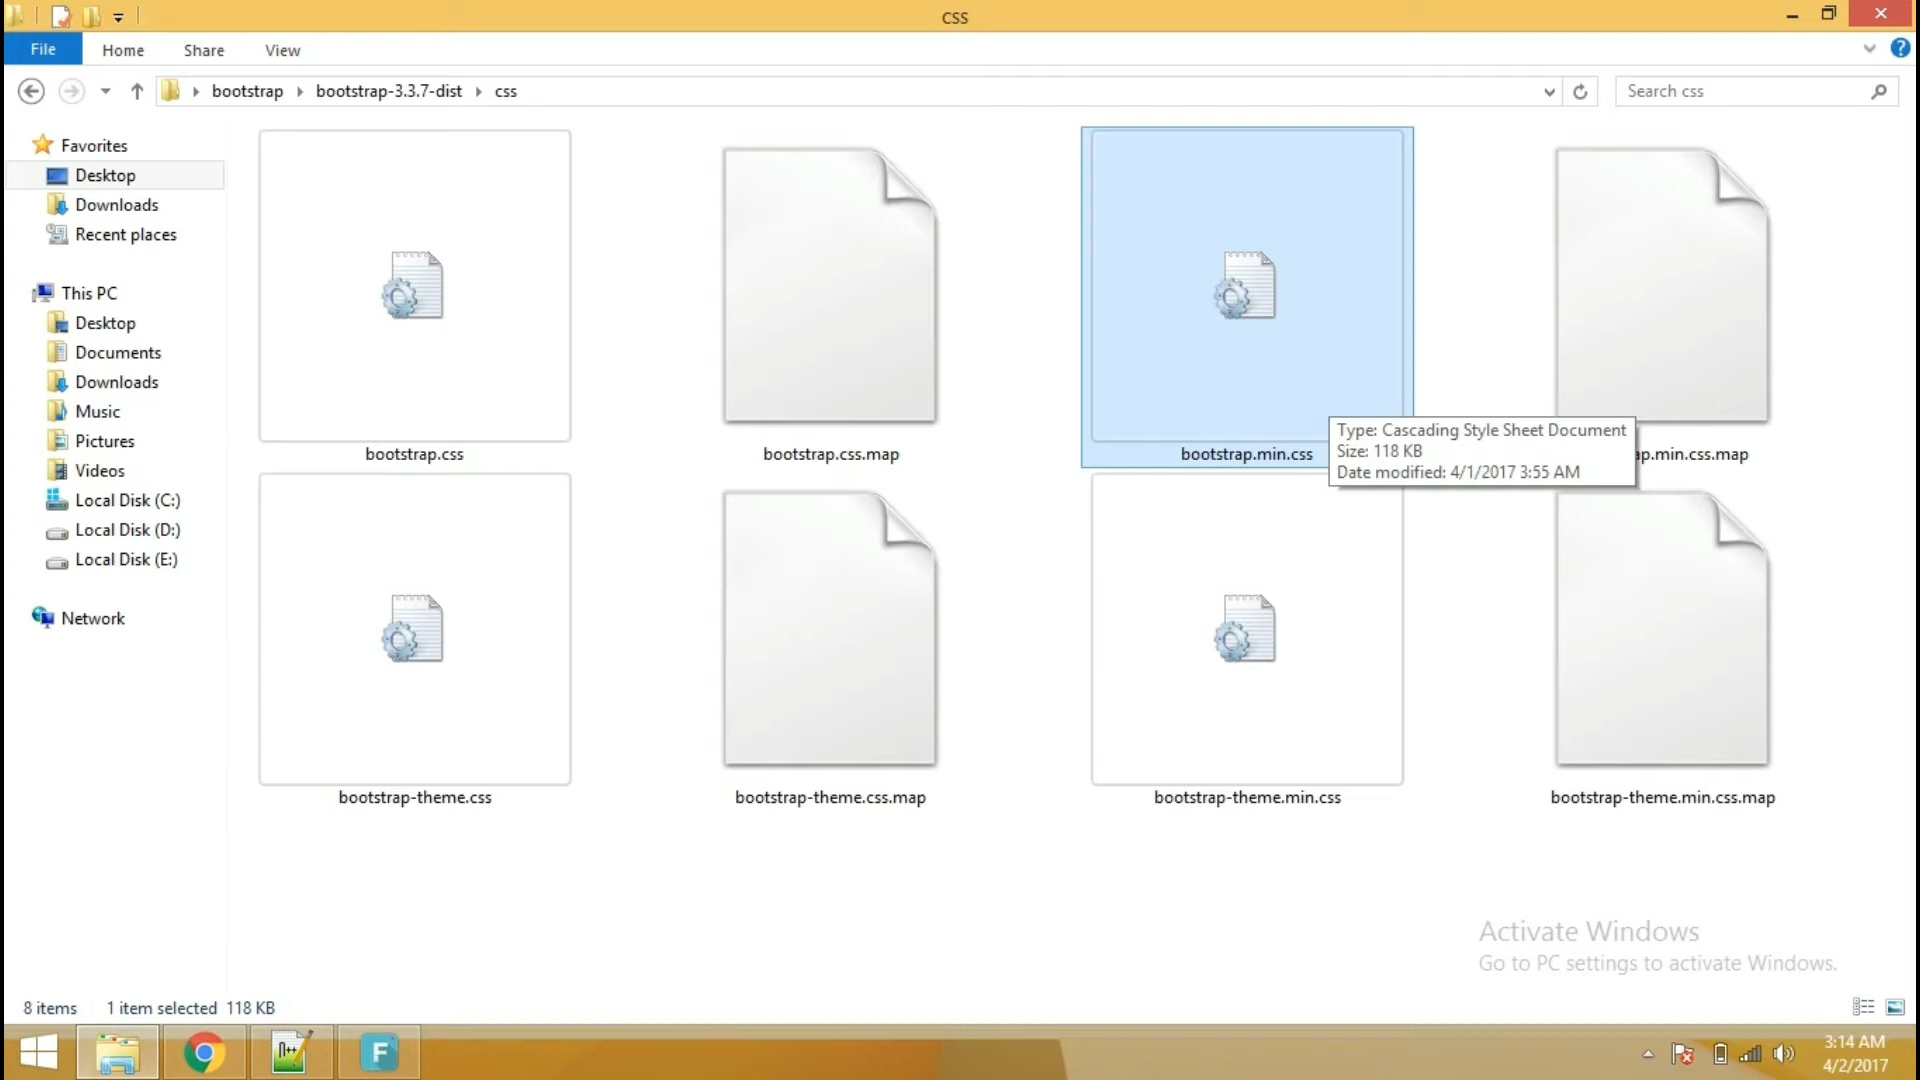 CSS
File Home Share View
bootstrap bootstrap-3.3.7-dist css
Search css
Favorites
Desktop
Downloads
Recent places
This PC
Desktop
Documents
Downloads
Music
Pictures
Videos
Local Disk (C:)
Local Disk (D:)
Local Disk (E:)
Network
bootstrap.css
bootstrap.css.map
bootstrap.min.css
ap.min.css.map
Type: Cascading Style Sheet Document
Size: 118 KB
Date modified: 4/1/2017 3:55 AM
bootstrap-theme.css
bootstrap-theme.css.map
bootstrap-theme.min.css
bootstrap-theme.min.css.map
Activate Windows
Go to PC settings to activate Windows.
8 items 1 item selected 118 KB
n++
F
3:14 AM
4/2/2017